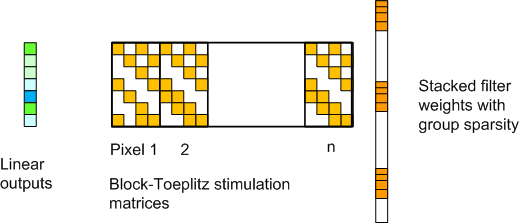 Linear
outputs
Pixel 1 2 n
Block-Toeplitz stimulation
matrices
Stacked filter
weights with
group sparsity